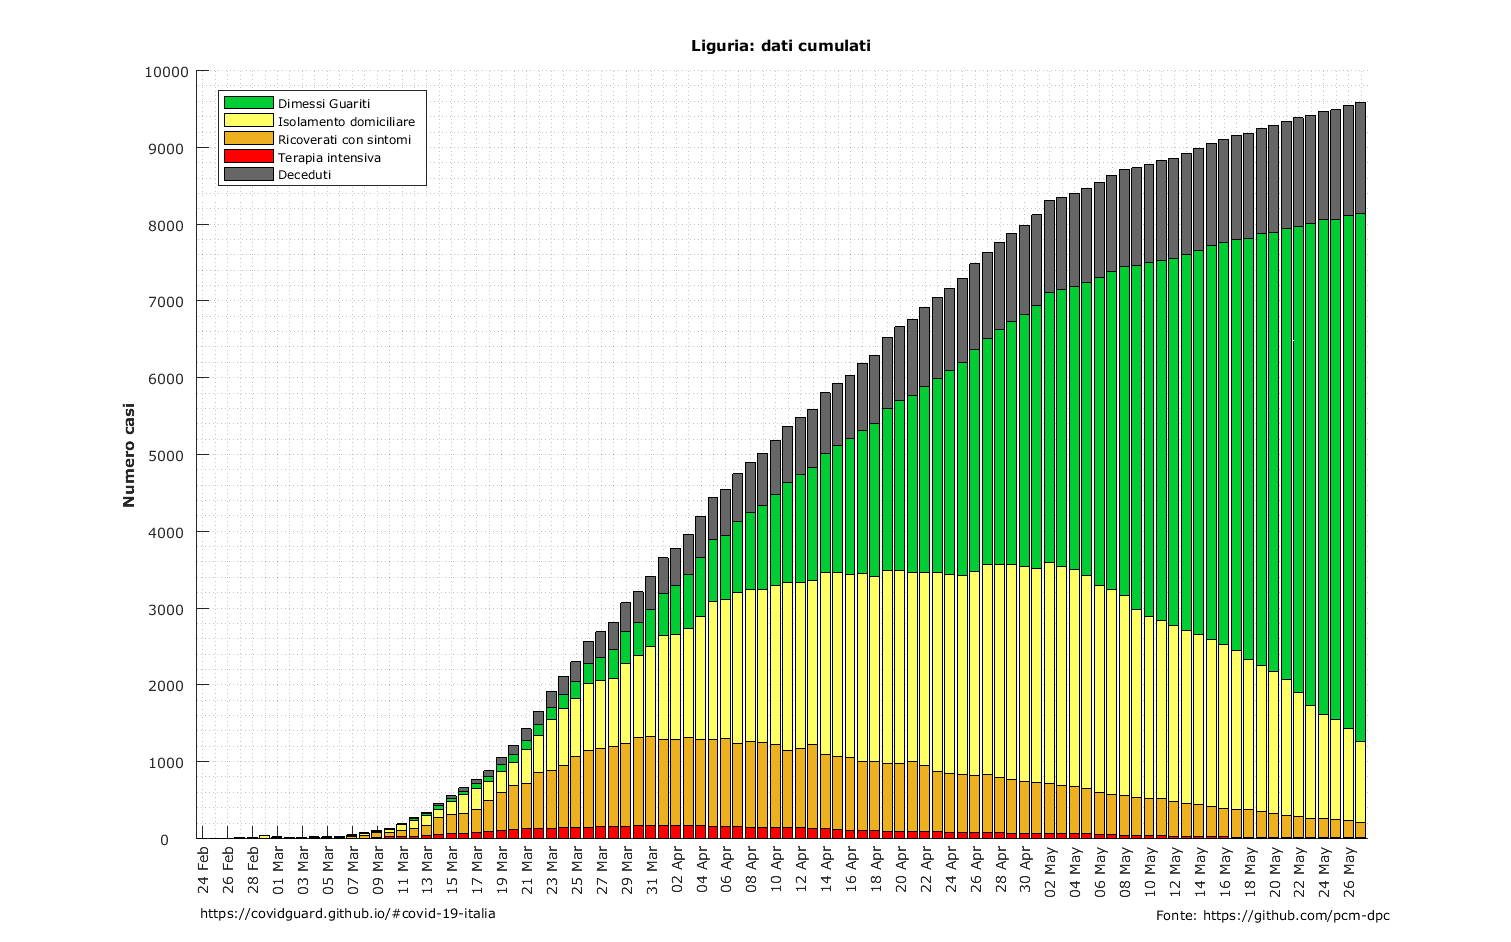 Liguria: dati cumulati
10000
9000
8000
7000
6000
5000
4000
3000
2000
1000
0
Numero casi
Dimessi Guariti
Isolamento domiciliare
Ricoverati con sintomi
Terapia intensiva
Deceduti
24 Feb
26 Feb
28 Feb
01 Mar
03 Mar
05 Mar
07 Mar
09 Mar
11 Mar
13 Mar
15 Mar
17 Mar
19 Mar
21 Mar
23 Mar
25 Mar
27 Mar
29 Mar
31 Mar
02 Apr
04 Apr
06 Apr
08 Apr
10 Apr
12 Apr
14 Apr
16 Apr
18 Apr
20 Apr
22 Apr
24 Apr
26 Apr
28 Apr
30 Apr
02 May
04 May
06 May
08 May
10 May
12 May
14 May
16 May
18 May
20 May
22 May
24 May
26 May
https://covidguard.github.io/#covid-19-italia
Fonte: https://github.com/pcm-dpc